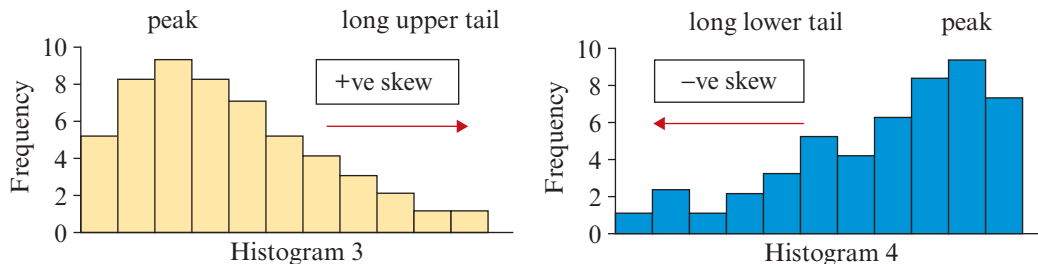 peak long upper tail
10
8
6
4
2
0
Frequency
+ve skew
Histogram 3
long lower tail peak
10
8
6
4
2
0
Frequency
−ve skew
Histogram 4